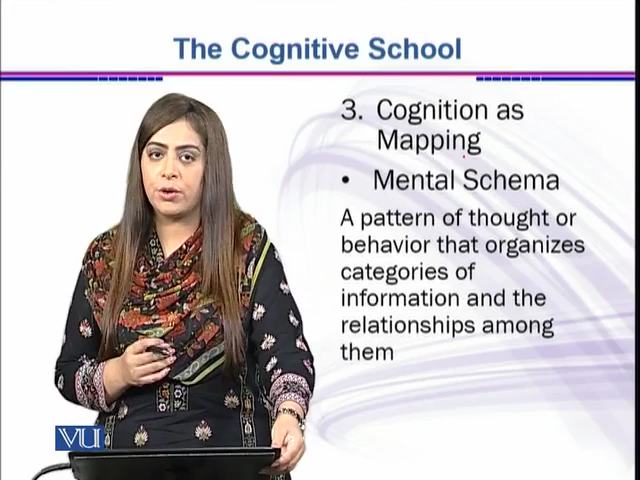 The Cognitive School
3. Cognition as
Mapping
• Mental Schema
A pattern of thought or
behavior that organizes
categories of
information and the
relationships among
them
VU